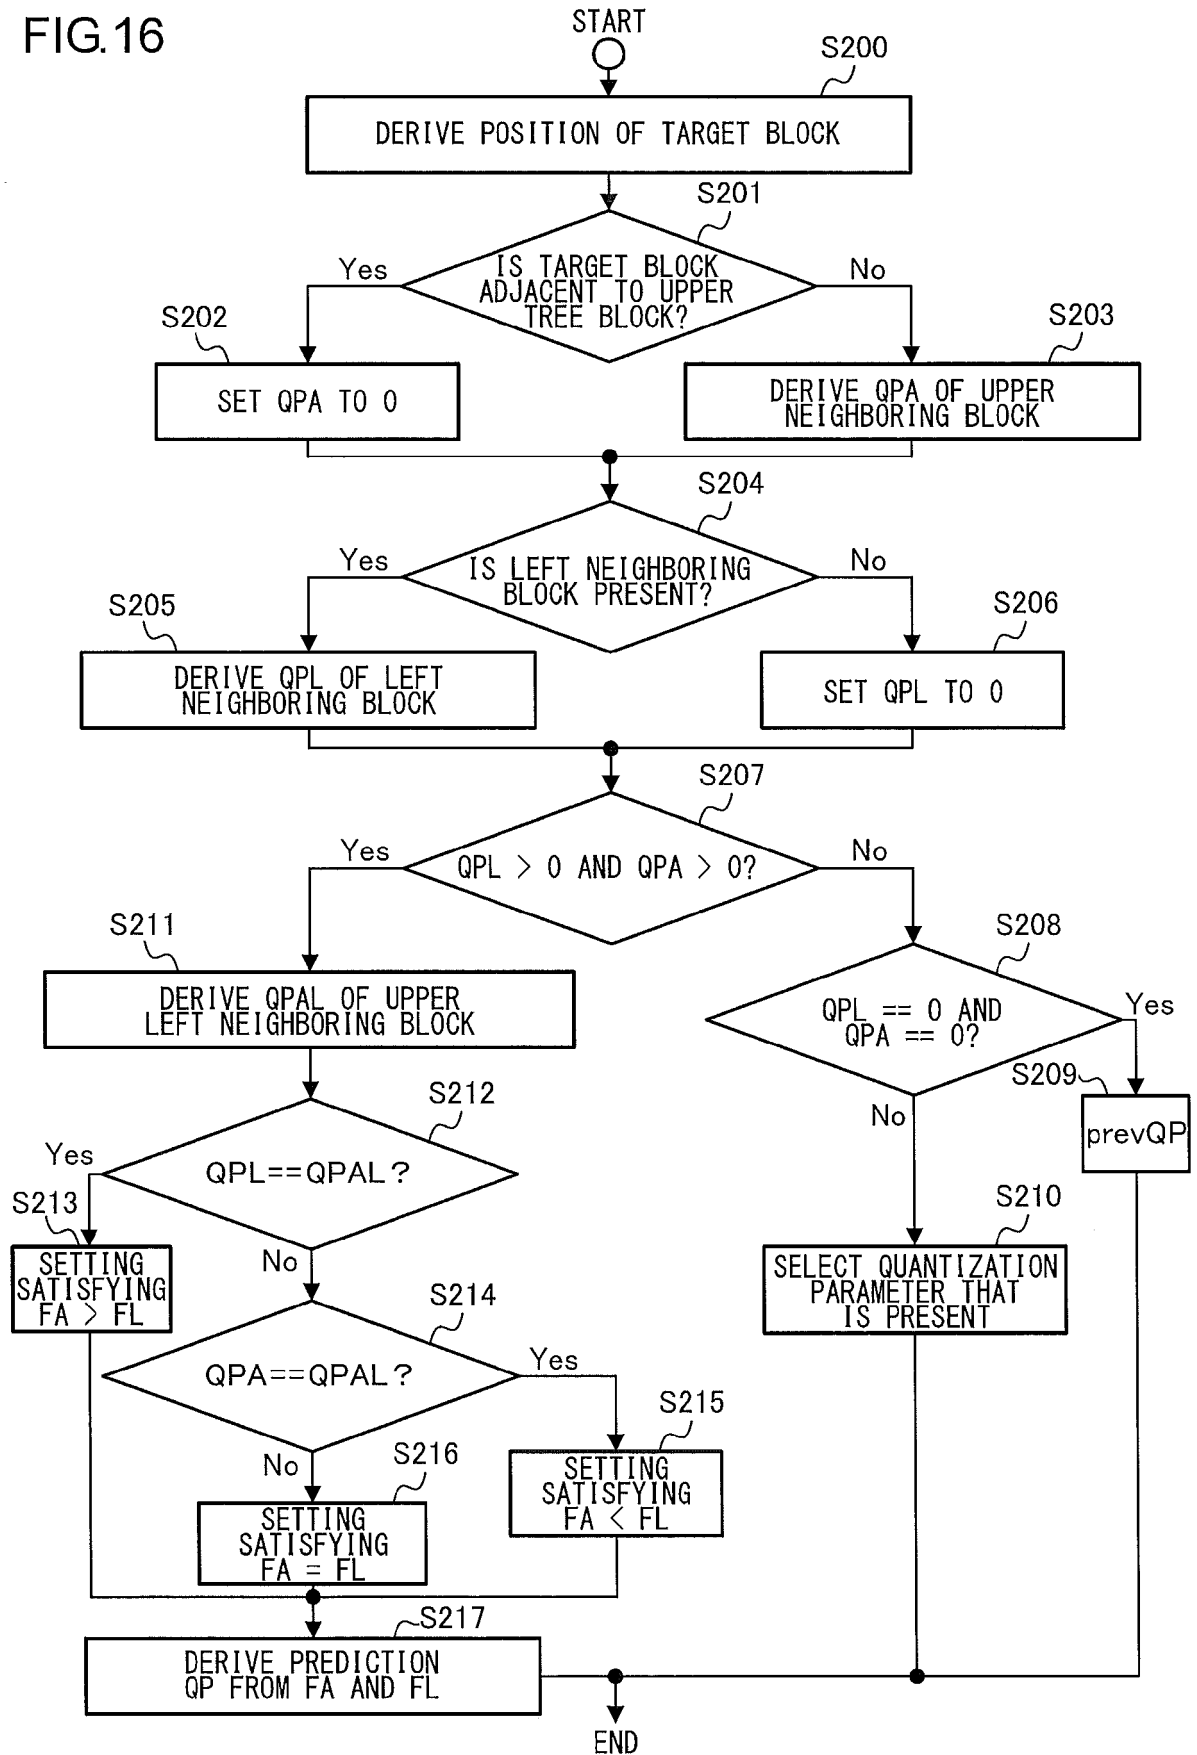 FIG.16
START
S200
DERIVE POSITION OF TARGET BLOCK
S201
Yes
IS TARGET BLOCK
ADJACENT TO UPPER
TREE BLOCK?
No
S202
SET QPA TO 0
S203
DERIVE QPA OF UPPER
NEIGHBORING BLOCK
S204
Yes
IS LEFT NEIGHBORING
BLOCK PRESENT?
No
S205
DERIVE QPL OF LEFT
NEIGHBORING BLOCK
S206
SET QPL TO 0
S207
Yes
QPL > 0 AND QPA > 0?
No
S211
DERIVE QPAL OF UPPER
LEFT NEIGHBORING BLOCK
S208
QPL == 0 AND
QPA == 0?
Yes
S209
No
prevQP
S212
Yes
QPL==QPAL?
S213
No
SETTING
SATISFYING
FA > FL
S210
SELECT QUANTIZATION
PARAMETER THAT
IS PRESENT
S214
QPA==QPAL?
Yes
S215
No
S216
SETTING
SATISFYING
FA < FL
SETTING
SATISFYING
FA = FL
S217
DERIVE PREDICTION
QP FROM FA AND FL
END